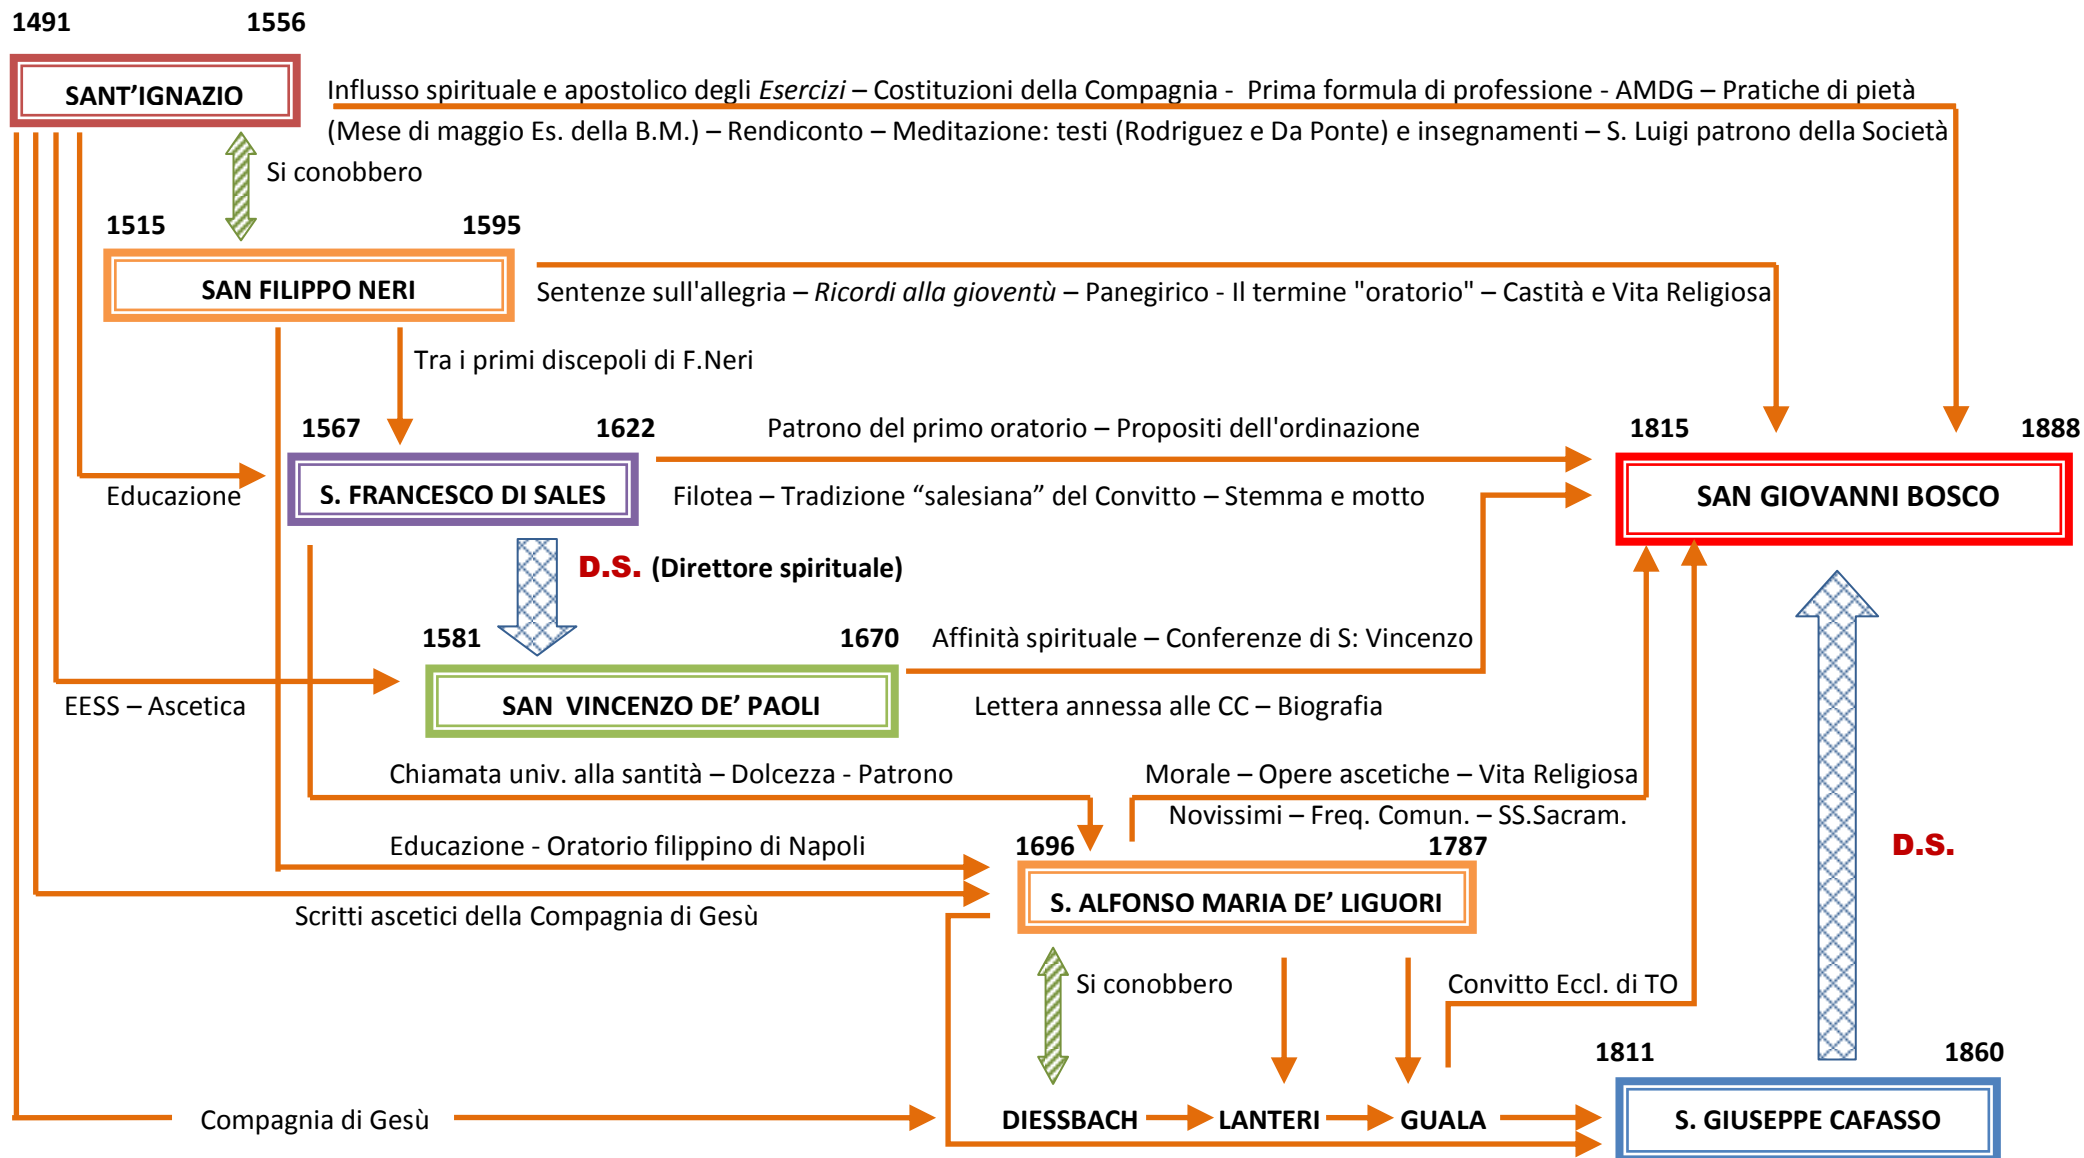 1491 1556
SANT'IGNAZIO
Influsso spirituale e apostolico degli Esercizi – Costituzioni della Compagnia - Prima formula di professione - AMDG – Pratiche di pietà
(Mese di maggio Es. della B.M.) – Rendiconto – Meditazione: testi (Rodriguez e Da Ponte) e insegnamenti – S. Luigi patrono della Società
Si conobbero
1515 1595
SAN FILIPPO NERI
Sentenze sull'allegria – Ricordi alla gioventù – Panegirico - Il termine "oratorio" – Castità e Vita Religiosa
Tra i primi discepoli di F.Neri
1567 1622
Patrono del primo oratorio – Propositi dell'ordinazione
1815 1888
Educazione
S. FRANCESCO DI SALES
Filotea – Tradizione “salesiana” del Convitto – Stemma e motto
SAN GIOVANNI BOSCO
D.S. (Direttore spirituale)
1581 1670
Affinità spirituale – Conferenze di S: Vincenzo
EESS – Ascetica
SAN VINCENZO DE’ PAOLI
Lettera annessa alle CC – Biografia
Chiamata univ. alla santità – Dolcezza - Patrono
Morale – Opere ascetiche – Vita Religiosa
Novissimi – Freq. Comun. – SS.Sacram.
Educazione - Oratorio filippino di Napoli
1696 1787
D.S.
S. ALFONSO MARIA DE’ LIGUORI
Scritti ascetici della Compagnia di Gesù
Si conobbero
Convitto Eccl. di TO
1811 1860
Compagnia di Gesù
DIESSBACH LANTERI GUALA
S. GIUSEPPE CAFASSO